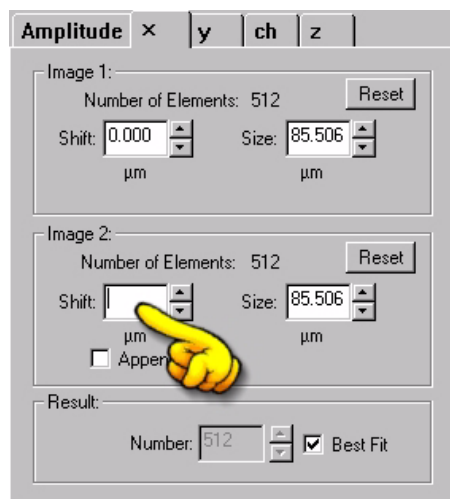 Amplitude x y ch z
Image 1:
Number of Elements: 512 Reset
Shift: 0.000 Size: 85.506
µm µm
Image 2:
Number of Elements: 512 Reset
Shift: Size: 85.506
µm µm
Appen
Result:
Number: 512 Best Fit